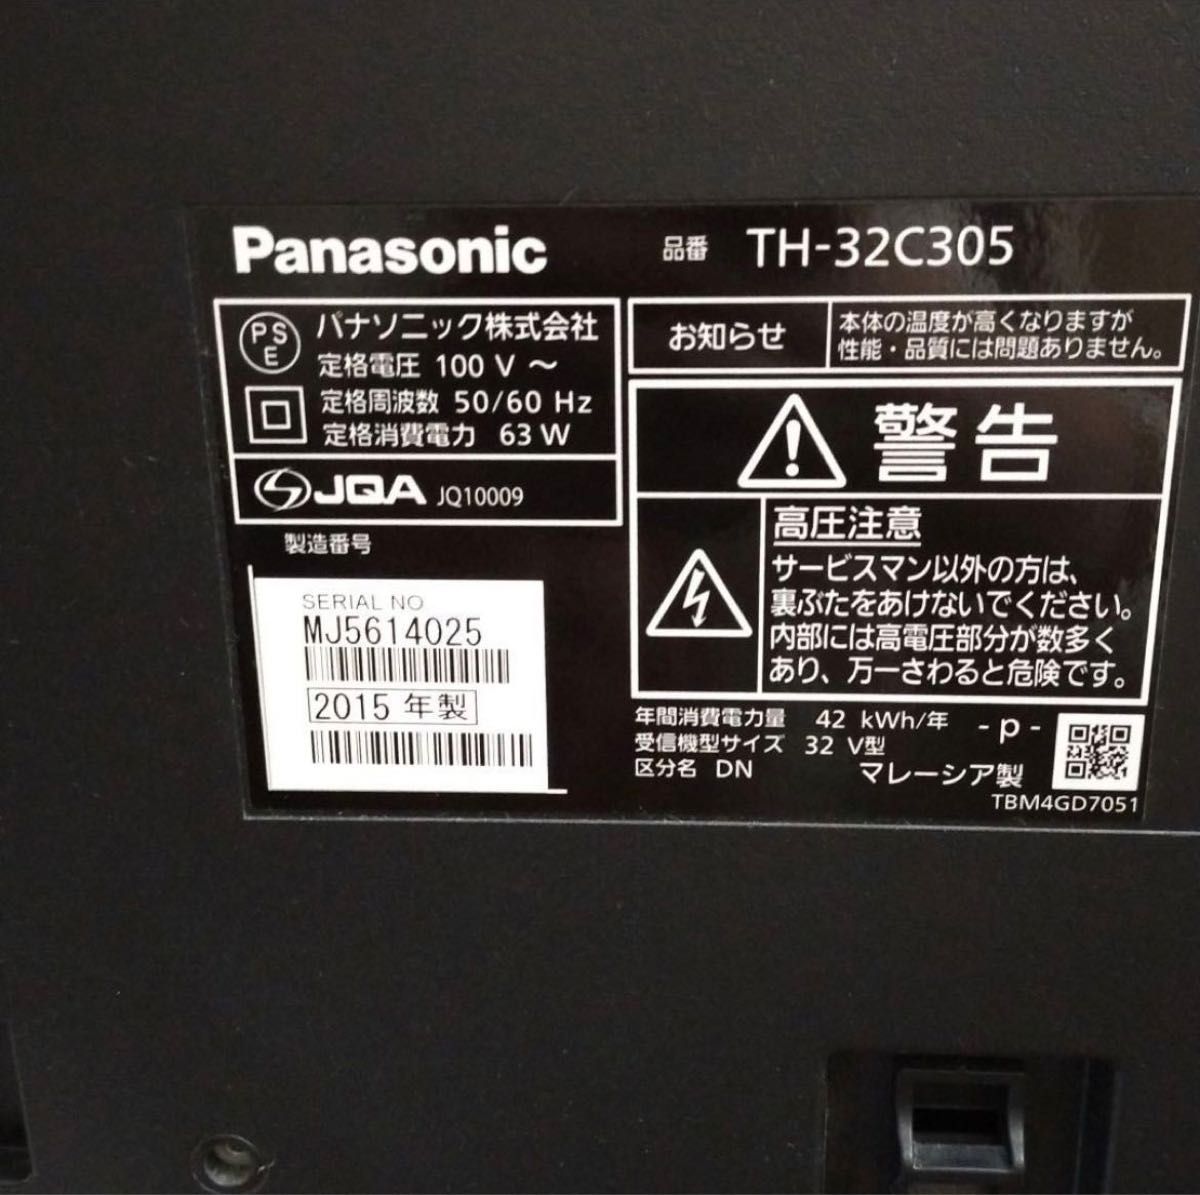 Panasonic
品番 TH-32C305
PS
E
パナソニック株式会社
定格電圧 100 V ～
定格周波数 50/60 Hz
定格消費電力 63 W
JQA JQ10009
製造番号
SERIAL NO
MJ5614025
2015 年製
お知らせ
本体の温度が高くなりますが
性能・品質には問題ありません。
警告
高圧注意
サービスマン以外の方は、
裏ぶたをあけないでください。
内部には高電圧部分が数多く
あり、万一さわると危険です。
年間消費電力量 42 kWh/年
受信機型サイズ 32 V型
区分名 DN
- p -
マレーシア製
TBM4GD7051